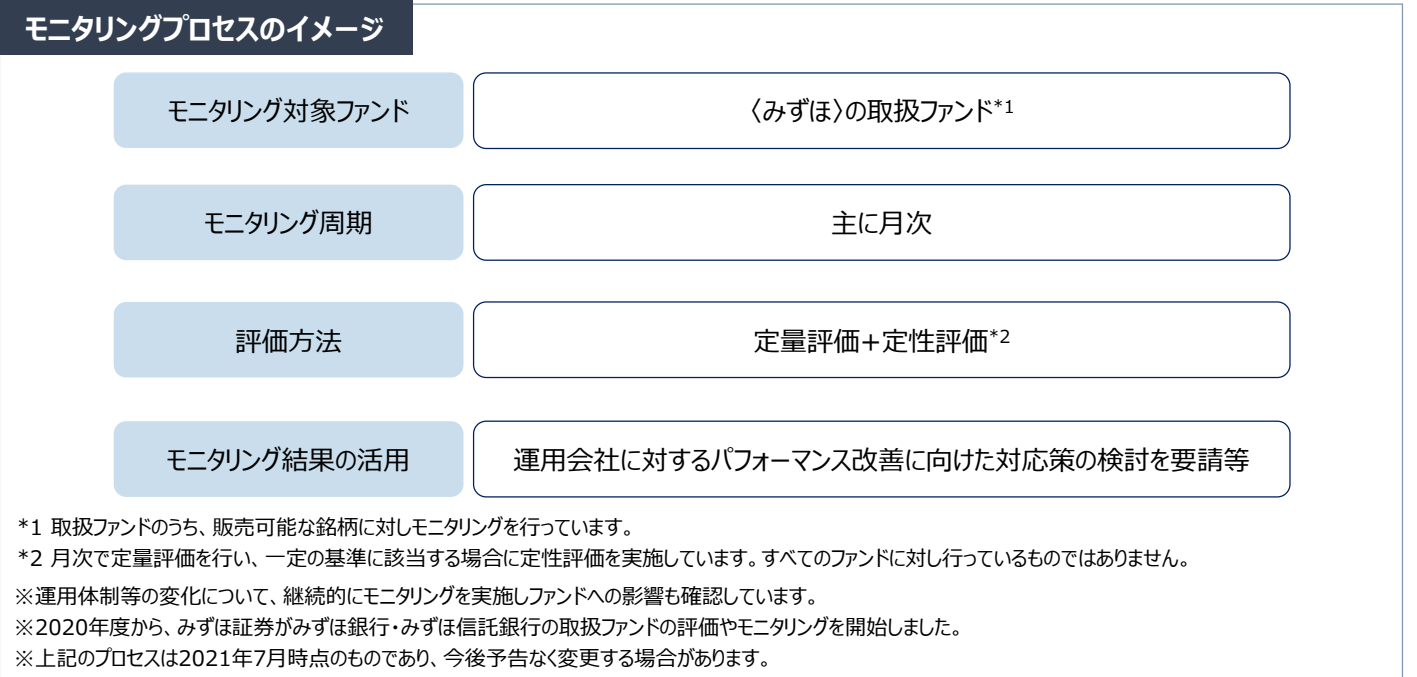 モニタリングプロセスのイメージ
モニタリング対象ファンド
〈みずほ〉の取扱ファンド*1
モニタリング周期
主に月次
評価方法
定量評価+定性評価*2
モニタリング結果の活用
運用会社に対するパフォーマンス改善に向けた対応策の検討を要請等
*1 取扱ファンドのうち、販売可能な銘柄に対しモニタリングを行っています。
*2 月次で定量評価を行い、一定の基準に該当する場合に定性評価を実施しています。すべてのファンドに対し行っているものではありません。
※運用体制等の変化について、継続的にモニタリングを実施しファンドへの影響も確認しています。
※2020年度から、みずほ証券がみずほ銀行・みずほ信託銀行の取扱ファンドの評価やモニタリングを開始しました。
※上記のプロセスは2021年7月時点のものであり、今後予告なく変更する場合があります。